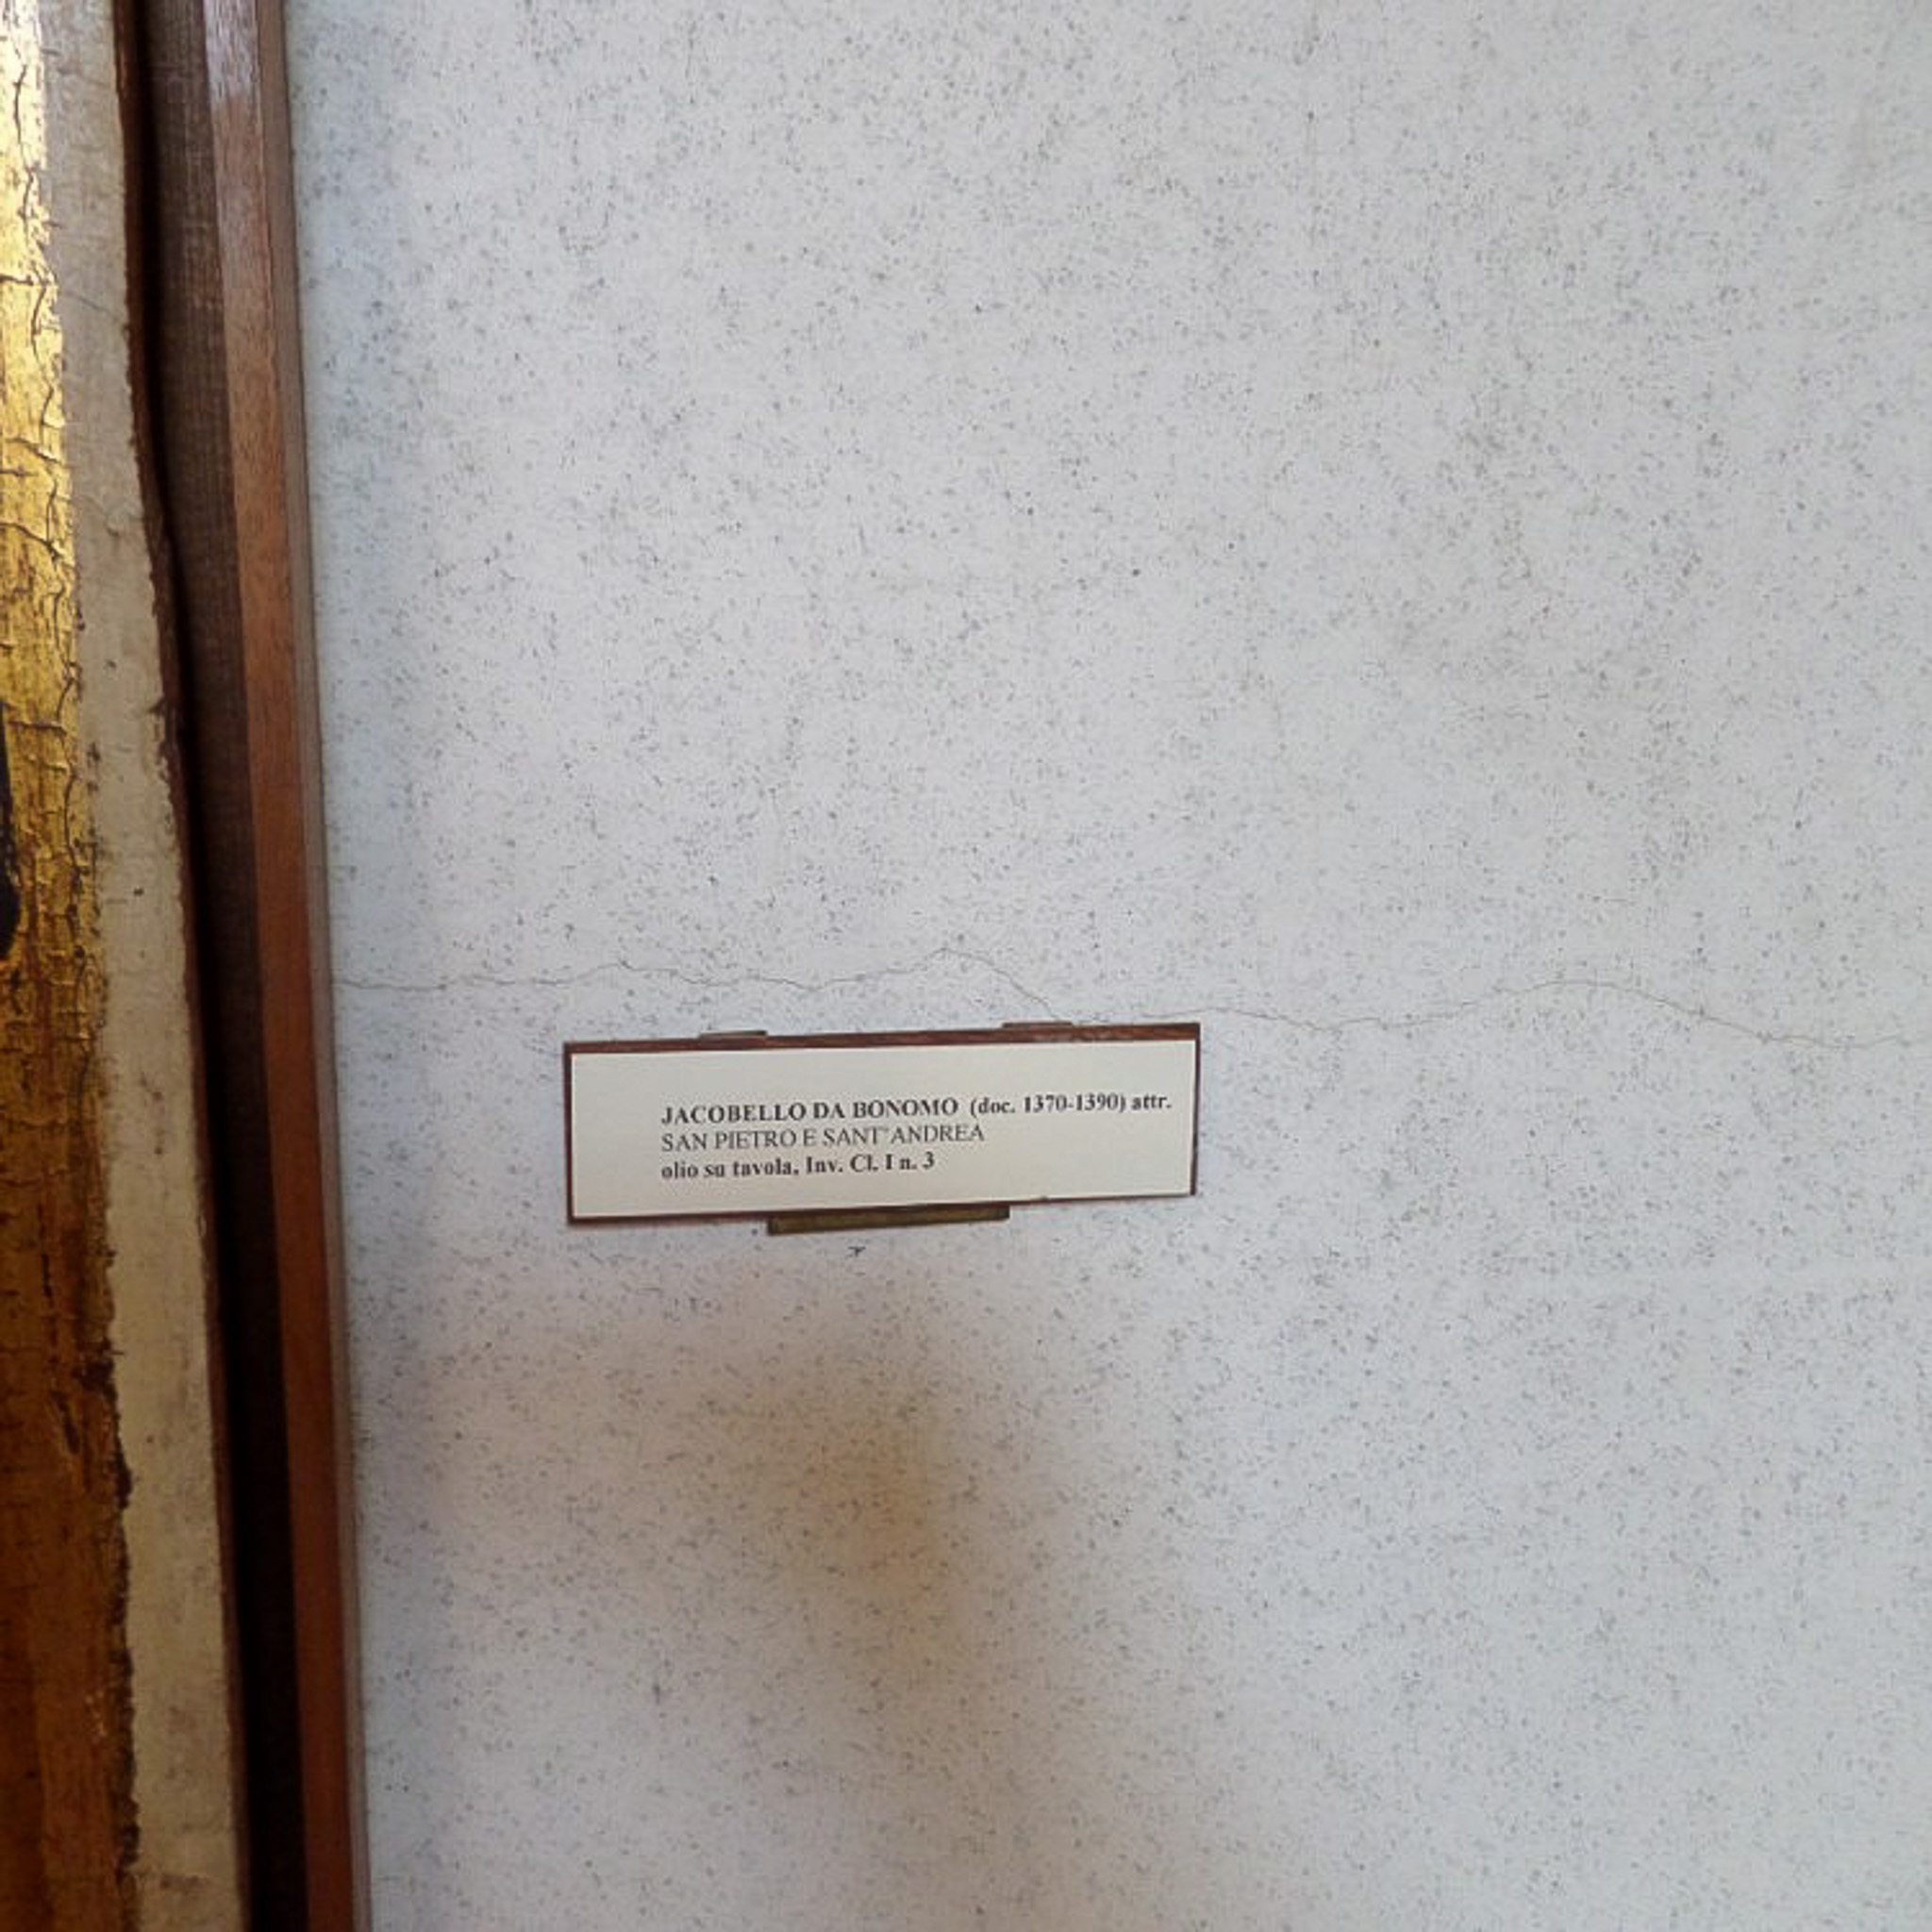 JACOBELLO DA BONOMO (doc. 1370-1390) attr.
SAN PIETRO E SANT'ANDREA
olio su tavola, Inv. Cl. I n. 3